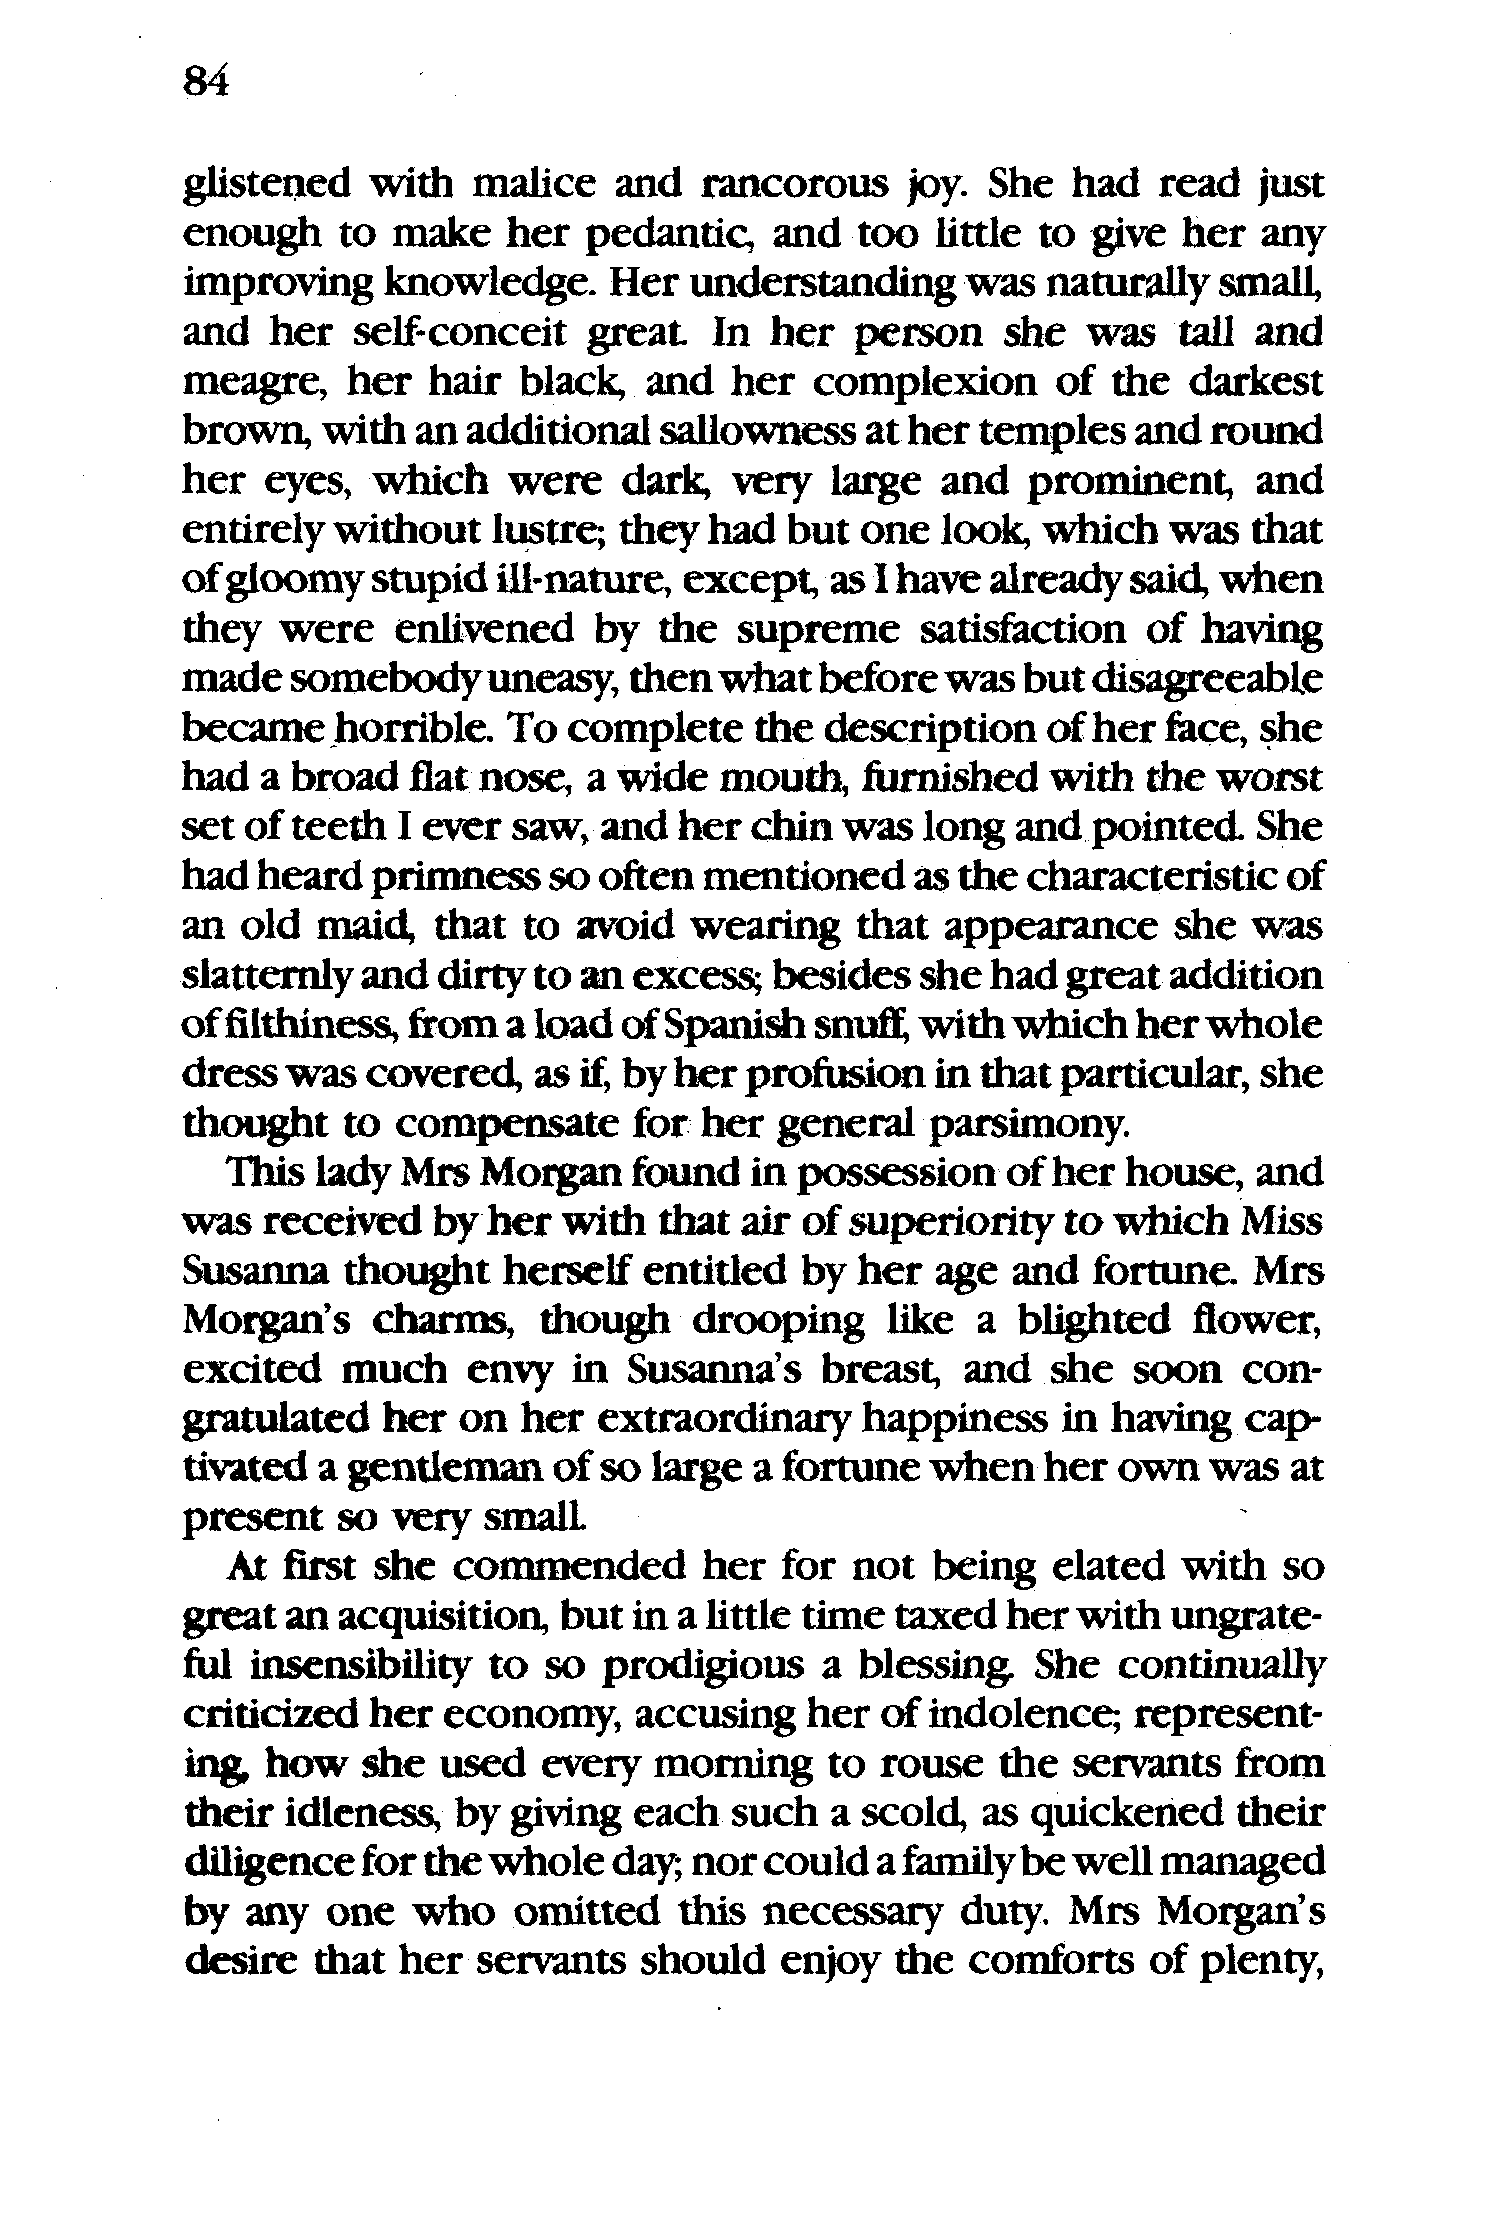 84
glistened with malice and rancorous joy. She had read just
enough to make her pedantic, and too little to give her any
improving knowledge. Her understanding was naturally small,
and her self-conceit great. In her person she was tall and
meagre, her hair black, and her complexion of the darkest
brown, with an additional sallowness at her temples and round
her eyes, which were dark, very large and prominent, and
entirely without lustre; they had but one look, which was that
of gloomy stupid ill-nature, except, as I have already said, when
they were enlivened by the supreme satisfaction of having
made somebody uneasy, then what before was but disagreeable
became horrible. To complete the description of her face, she
had a broad flat nose, a wide mouth, furnished with the worst
set of teeth I ever saw, and her chin was long and pointed. She
had heard primness so often mentioned as the characteristic of
an old maid, that to avoid wearing that appearance she was
slatternly and dirty to an excess; besides she had great addition
of filthiness, from a load of Spanish snuff, with which her whole
dress was covered, as if, by her profusion in that particular, she
thought to compensate for her general parsimony.
This lady Mrs Morgan found in possession of her house, and
was received by her with that air of superiority to which Miss
Susanna thought herself entitled by her age and fortune. Mrs
Morgan's charms, though drooping like a blighted flower,
excited much envy in Susanna's breast, and she soon con-
gratulated her on her extraordinary happiness in having cap-
tivated a gentleman of so large a fortune when her own was at
present so very small.
At first she commended her for not being elated with so
great an acquisition, but in a little time taxed her with ungrate-
ful insensibility to so prodigious a blessing. She continually
criticized her economy, accusing her of indolence; represent-
ing, how she used every morning to rouse the servants from
their idleness, by giving each such a scold, as quickened their
diligence for the whole day; nor could a family be well managed
by any one who omitted this necessary duty. Mrs Morgan's
desire that her servants should enjoy the comforts of plenty,